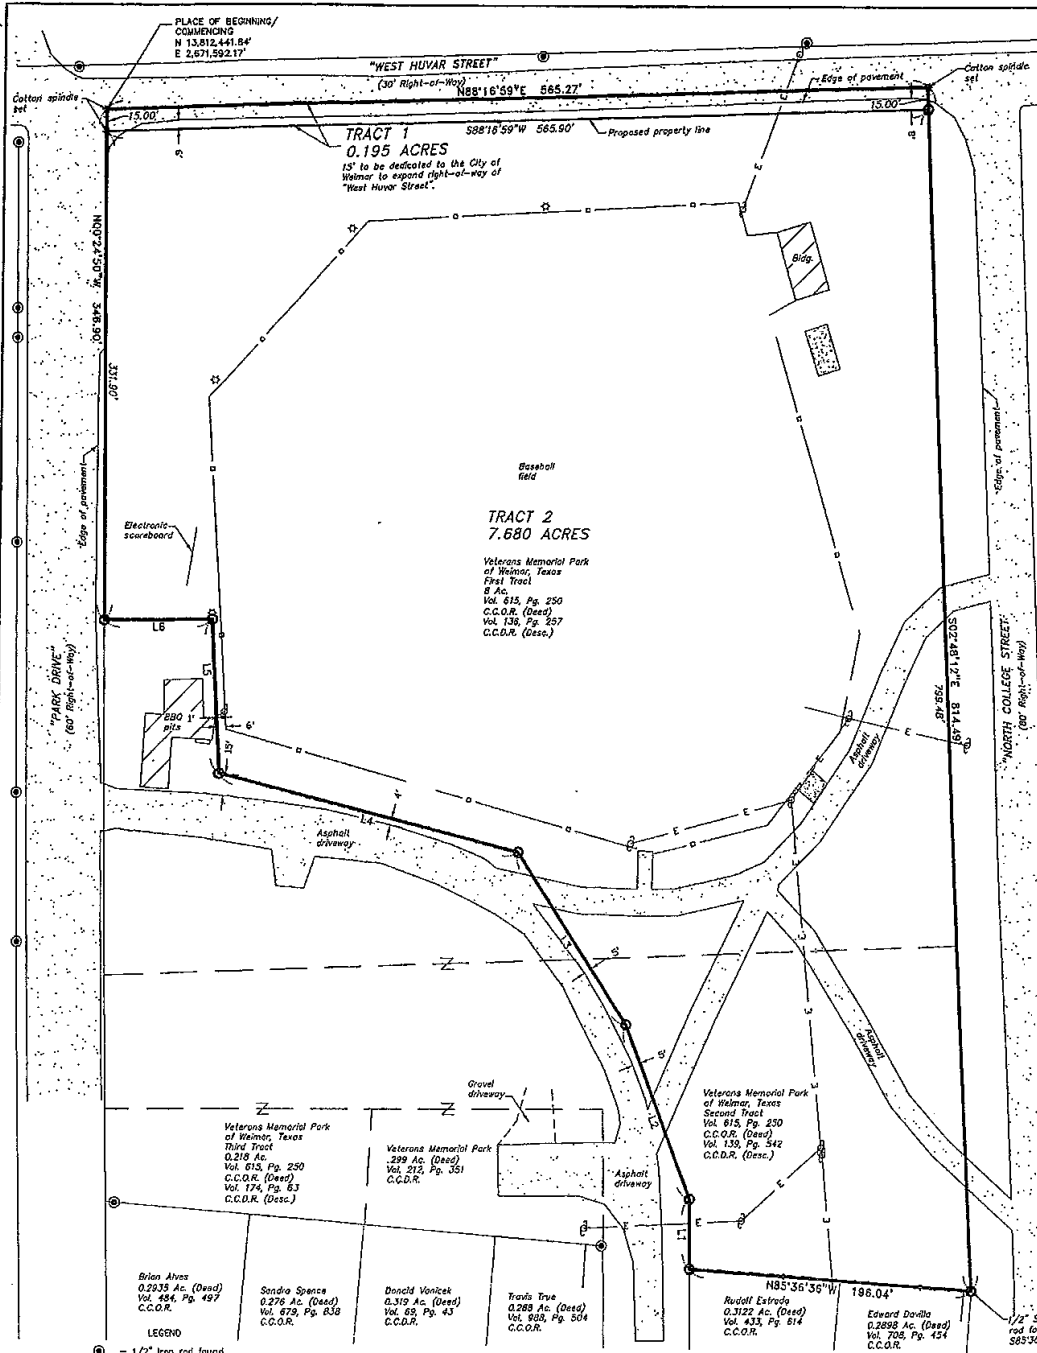 PLACE OF BEGINNING/
COMMENCING
N 13,812,441.84'
E 2,671,592.17'
"WEST HUVAR STREET"
(30' Right-of-Way)
N88°16'59"E 565.27'
Edge of pavement
Cotton spindle
set
Cotton spindle
set
15.00'
15.00'
S88°16'59"W 565.90'
Proposed property line
TRACT 1
0.195 ACRES
15' to be dedicated to the City of
Weimar to expand right-of-way of
"West Huvar Street".
9'
8'
N00°24'50"W 346.90'
331.90'
Bldg.
Edge of pavement
Edge of pavement
Baseball
field
TRACT 2
7.680 ACRES
Veterans Memorial Park
of Weimar, Texas
First Tract
8 Ac.
Vol. 615, Pg. 250
C.C.O.R. (Deed)
Vol. 136, Pg. 257
C.C.D.R. (Desc.)
Electronic
scoreboard
L6
"PARK DRIVE"
(60' Right-of-Way)
L5
BBQ
pits
1'
6'
15'
S02°48'12"E 814.49'
799.48'
"NORTH COLLEGE STREET"
(80' Right-of-Way)
E
E
E
E
E
E
Asphalt
driveway
4'
L4
Asphalt
driveway
L3
5'
Z
Z
E
E
Asphalt
driveway
5'
L2
Gravel
driveway
Z
Z
Veterans Memorial Park
of Weimar, Texas
Third Tract
0.218 Ac.
Vol. 615, Pg. 250
C.C.O.R. (Deed)
Vol. 174, Pg. 63
C.C.D.R. (Desc.)
Veterans Memorial Park
.299 Ac. (Deed)
Vol. 212, Pg. 351
C.C.D.R.
Veterans Memorial Park
of Weimar, Texas
Second Tract
Vol. 615, Pg. 250
C.C.O.R. (Deed)
Vol. 139, Pg. 542
C.C.D.R. (Desc.)
Asphalt
driveway
E
E
E
E
L1
N85°36'36"W 196.04'
Brian Alves
0.2935 Ac. (Deed)
Vol. 484, Pg. 497
C.C.O.R.
Sandra Spence
0.276 Ac. (Deed)
Vol. 679, Pg. 838
C.C.O.R.
Donald Vanicek
0.319 Ac. (Deed)
Vol. 69, Pg. 43
C.C.D.R.
Travis True
0.288 Ac. (Deed)
Vol. 988, Pg. 504
C.C.O.R.
Rudolf Estrada
0.3122 Ac. (Deed)
Vol. 433, Pg. 614
C.C.O.R.
Edward Davilla
0.2898 Ac. (Deed)
Vol. 708, Pg. 454
C.C.O.R.
1/2"
rod
LEGEND
= 1/2" Iron rod found